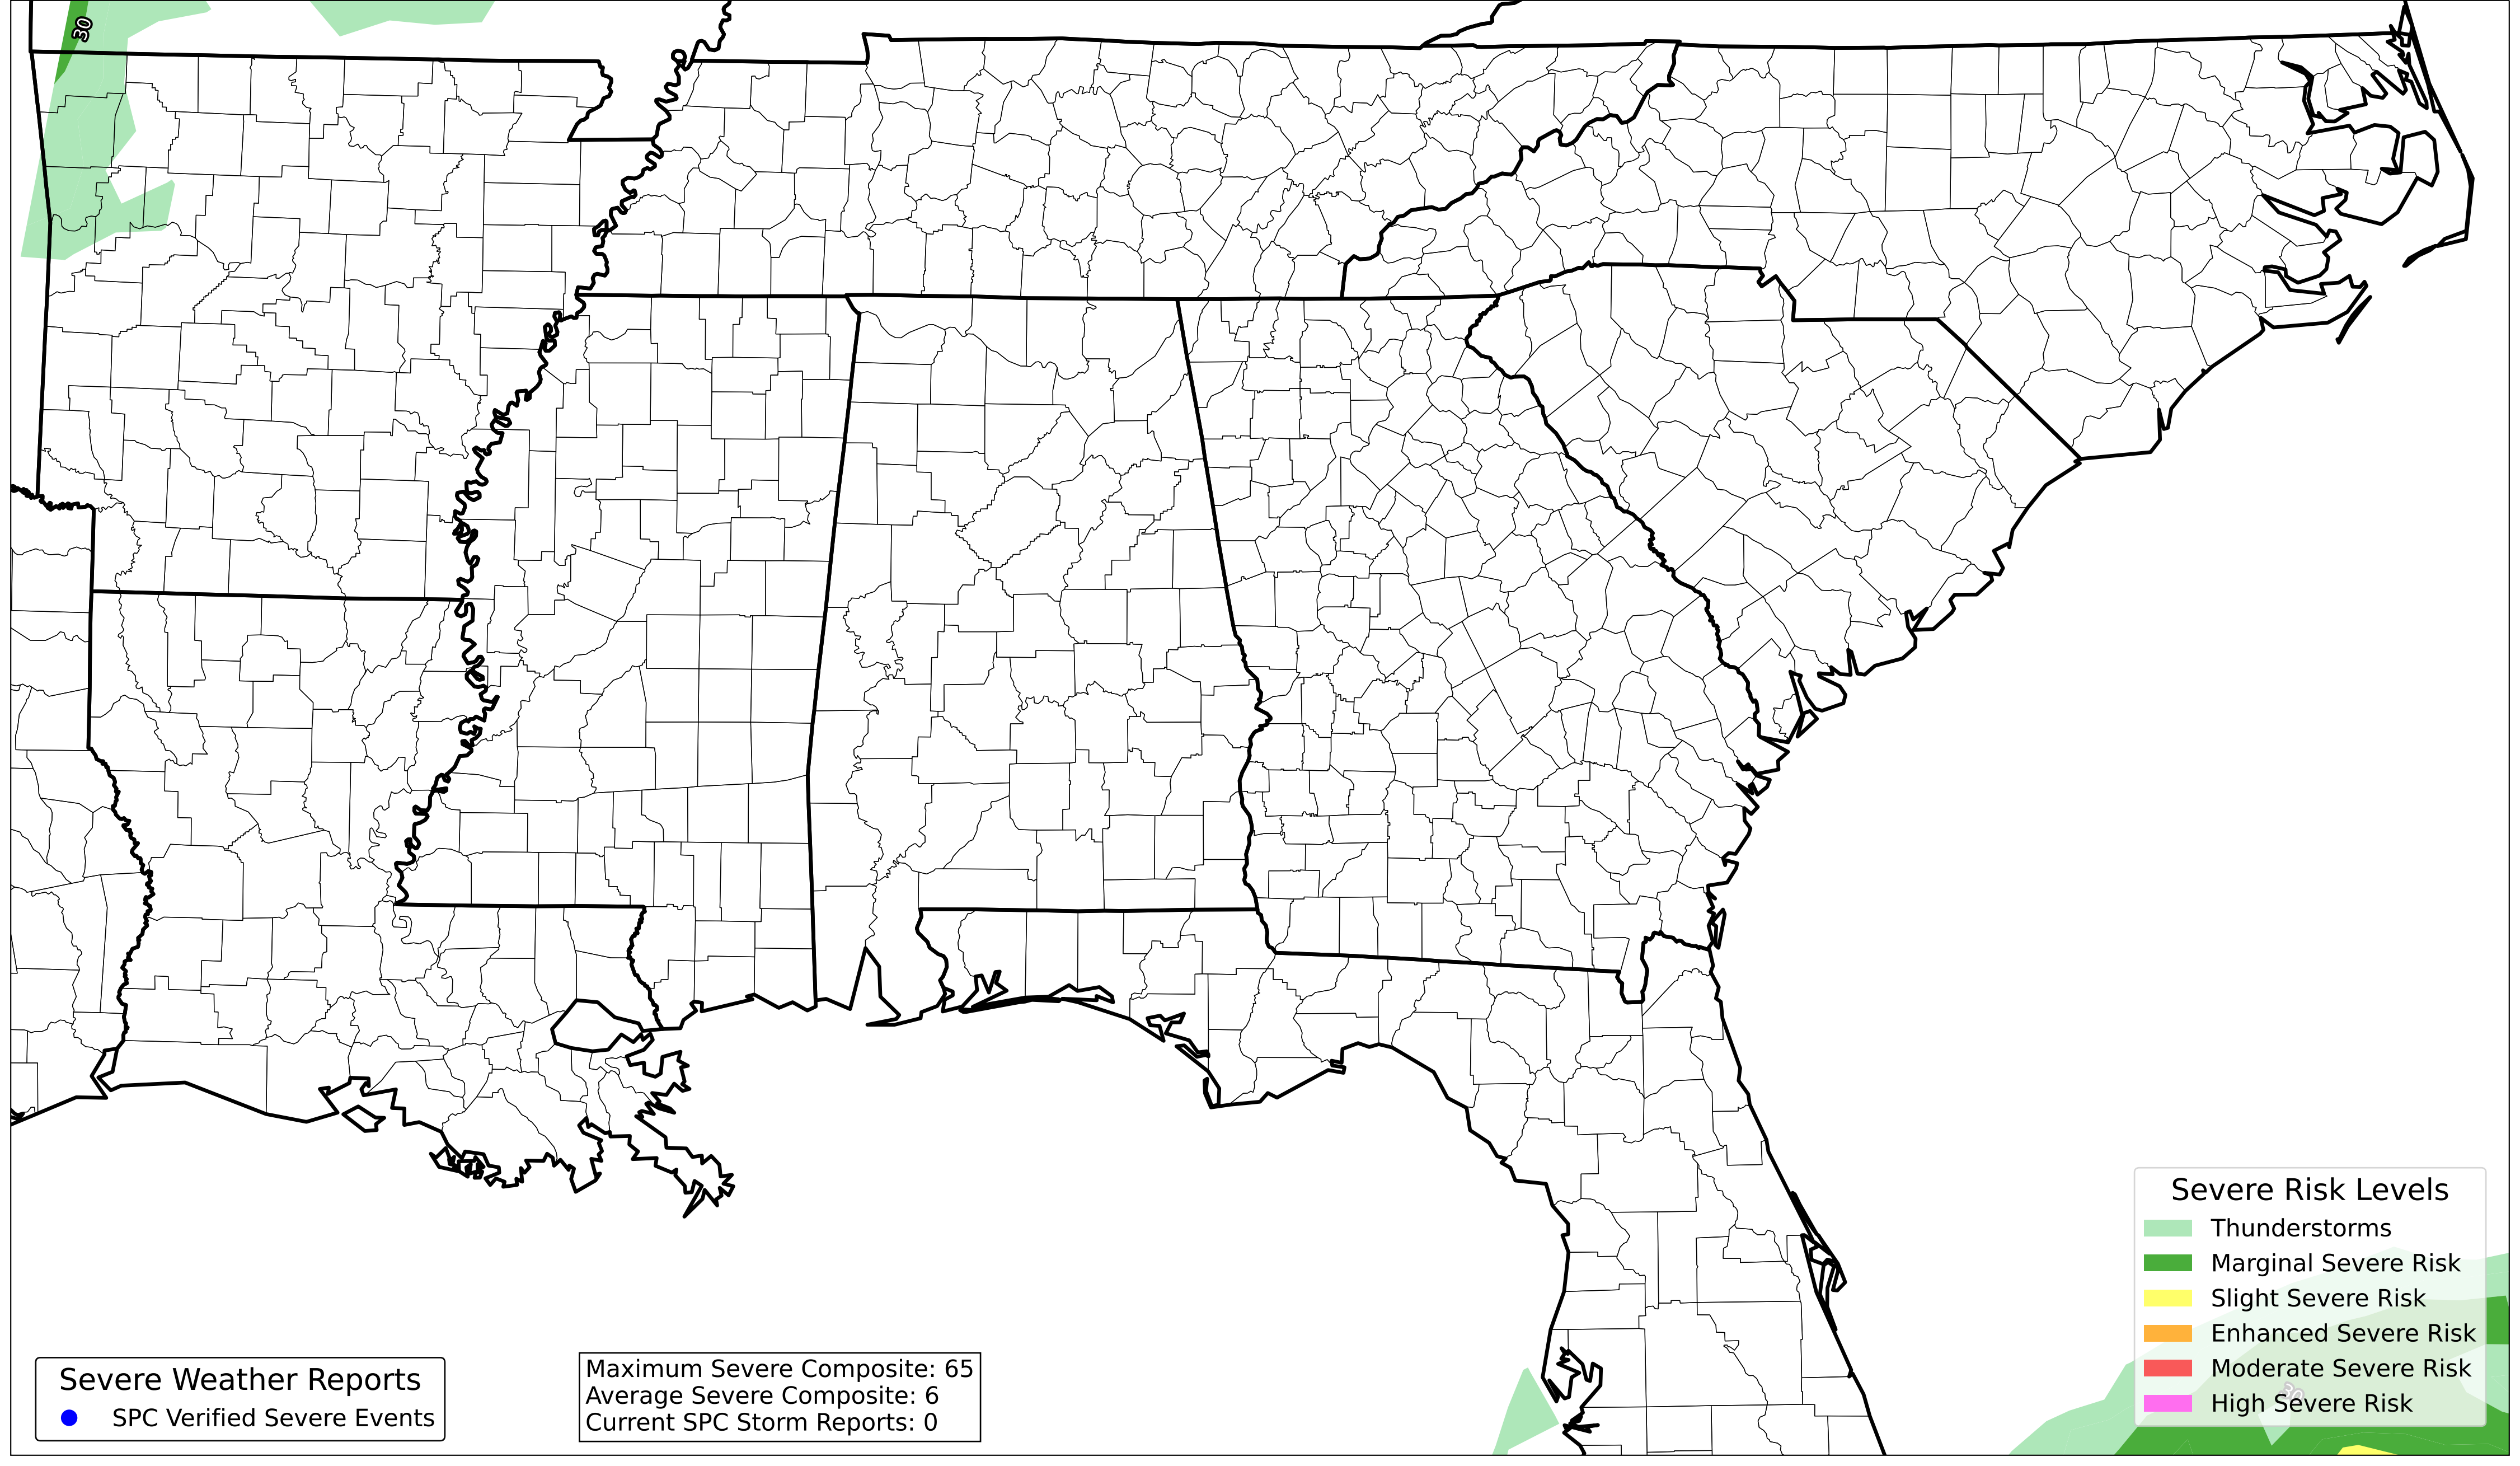 30
Severe Risk Levels
Thunderstorms
Marginal Severe Risk
Slight Severe Risk
Enhanced Severe Risk
Moderate Severe Risk
30
High Severe Risk
Severe Weather Reports
SPC Verified Severe Events
Maximum Severe Composite: 65
Average Severe Composite: 6
Current SPC Storm Reports: 0